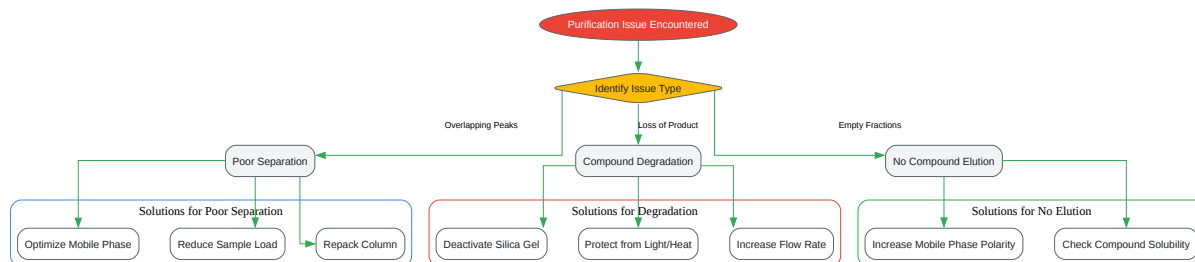 Purification Issue Encountered
Identify Issue Type
Overlapping Peaks
Loss of Product
Empty Fractions
Poor Separation
Compound Degradation
No Compound Elution
Solutions for Poor Separation
Solutions for Degradation
Solutions for No Elution
Optimize Mobile Phase
Reduce Sample Load
Repack Column
Deactivate Silica Gel
Protect from Light/Heat
Increase Flow Rate
Increase Mobile Phase Polarity
Check Compound Solubility